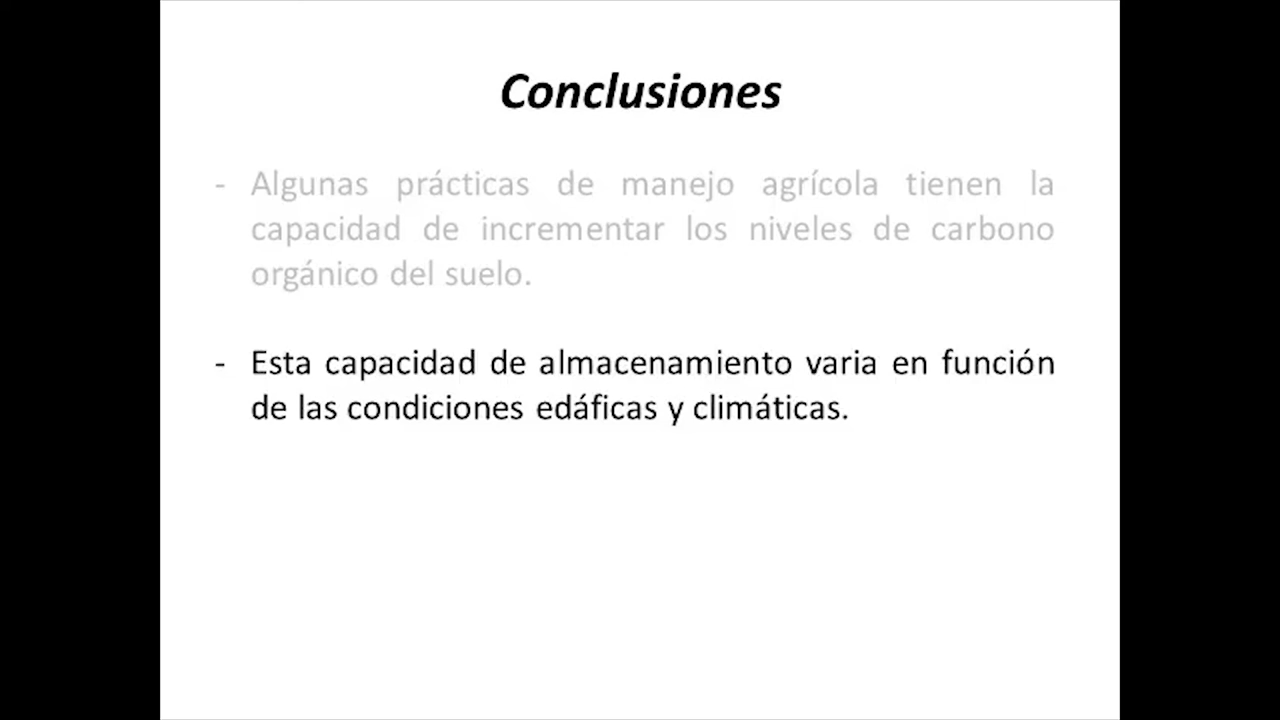 Conclusiones
- Algunas prácticas de manejo agrícola tienen la
capacidad de incrementar los niveles de carbono
orgánico del suelo.
- Esta capacidad de almacenamiento varia en función
de las condiciones edáficas y climáticas.